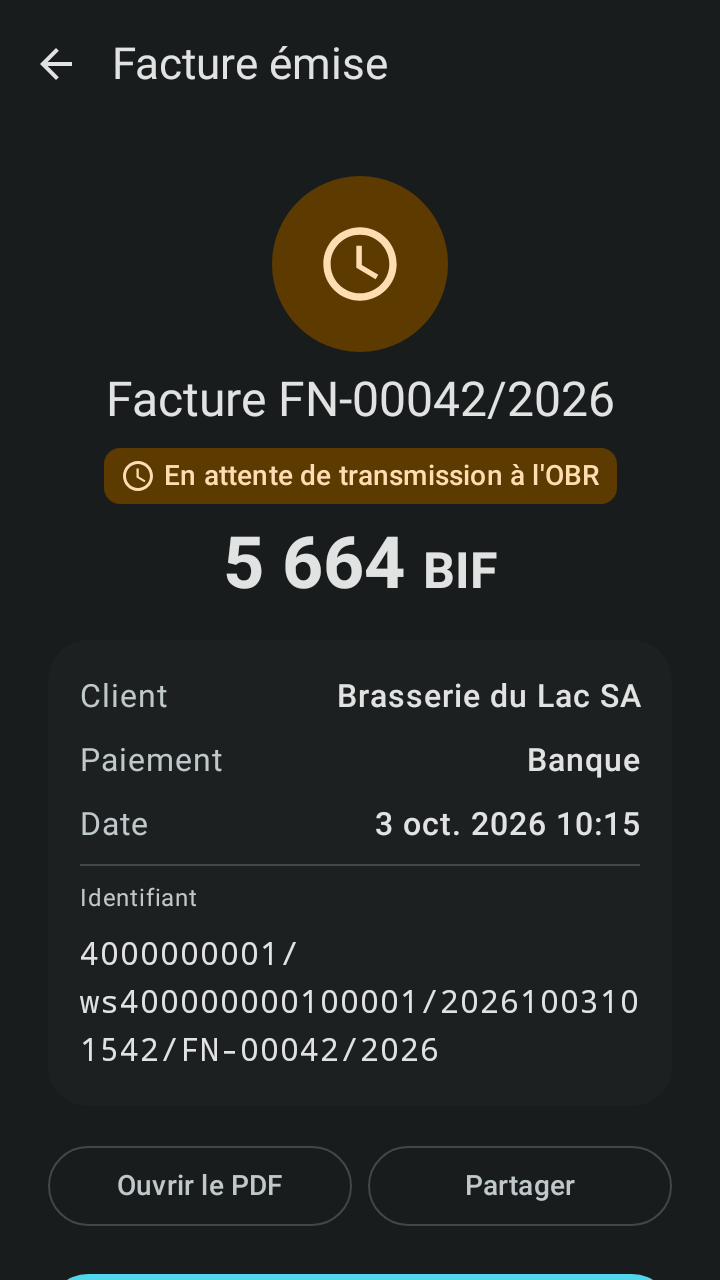 Facture émise
Facture FN-00042/2026
En attente de transmission à l'OBR
5 664 BIF
Client Brasserie du Lac SA
Paiement Banque
Date 3 oct. 2026 10:15
Identifiant
4000000001/
ws400000000100001/2026100310
1542/FN-00042/2026
Ouvrir le PDF Partager